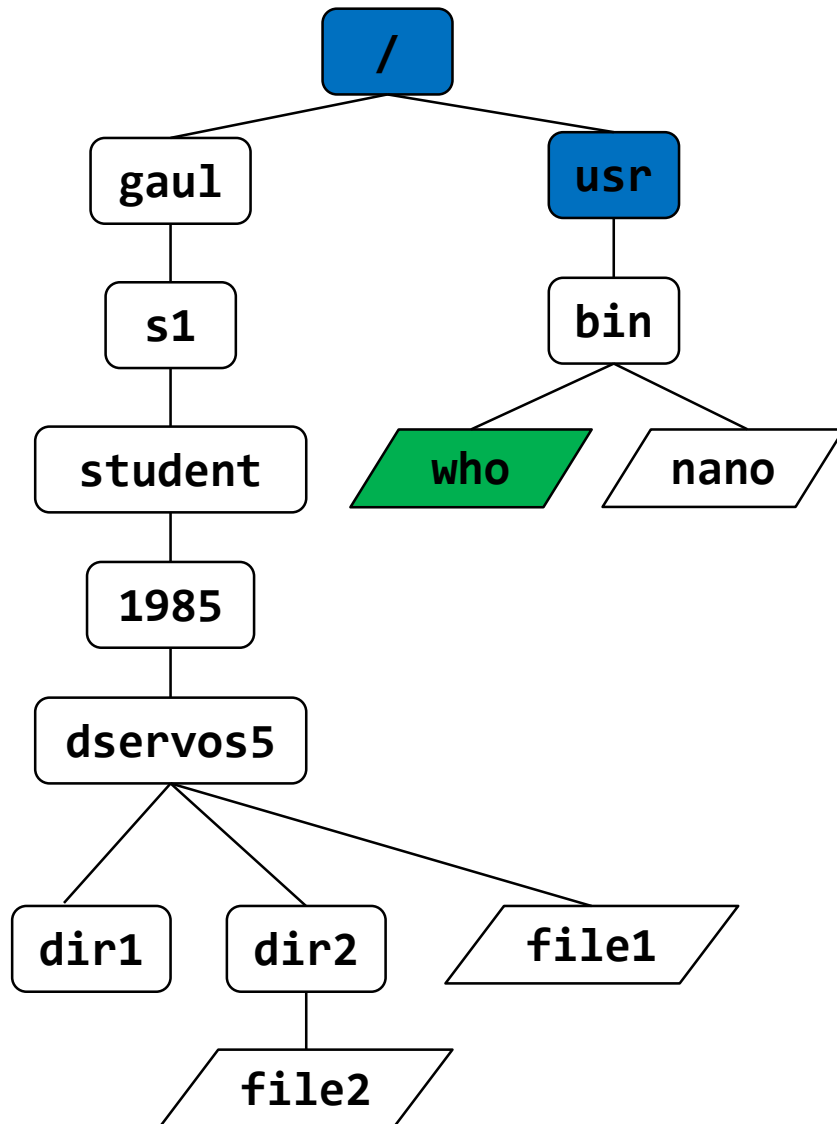 /
gaul
usr
s1
bin
student
who
nano
1985
dservos5
dir1
dir2
file1
file2